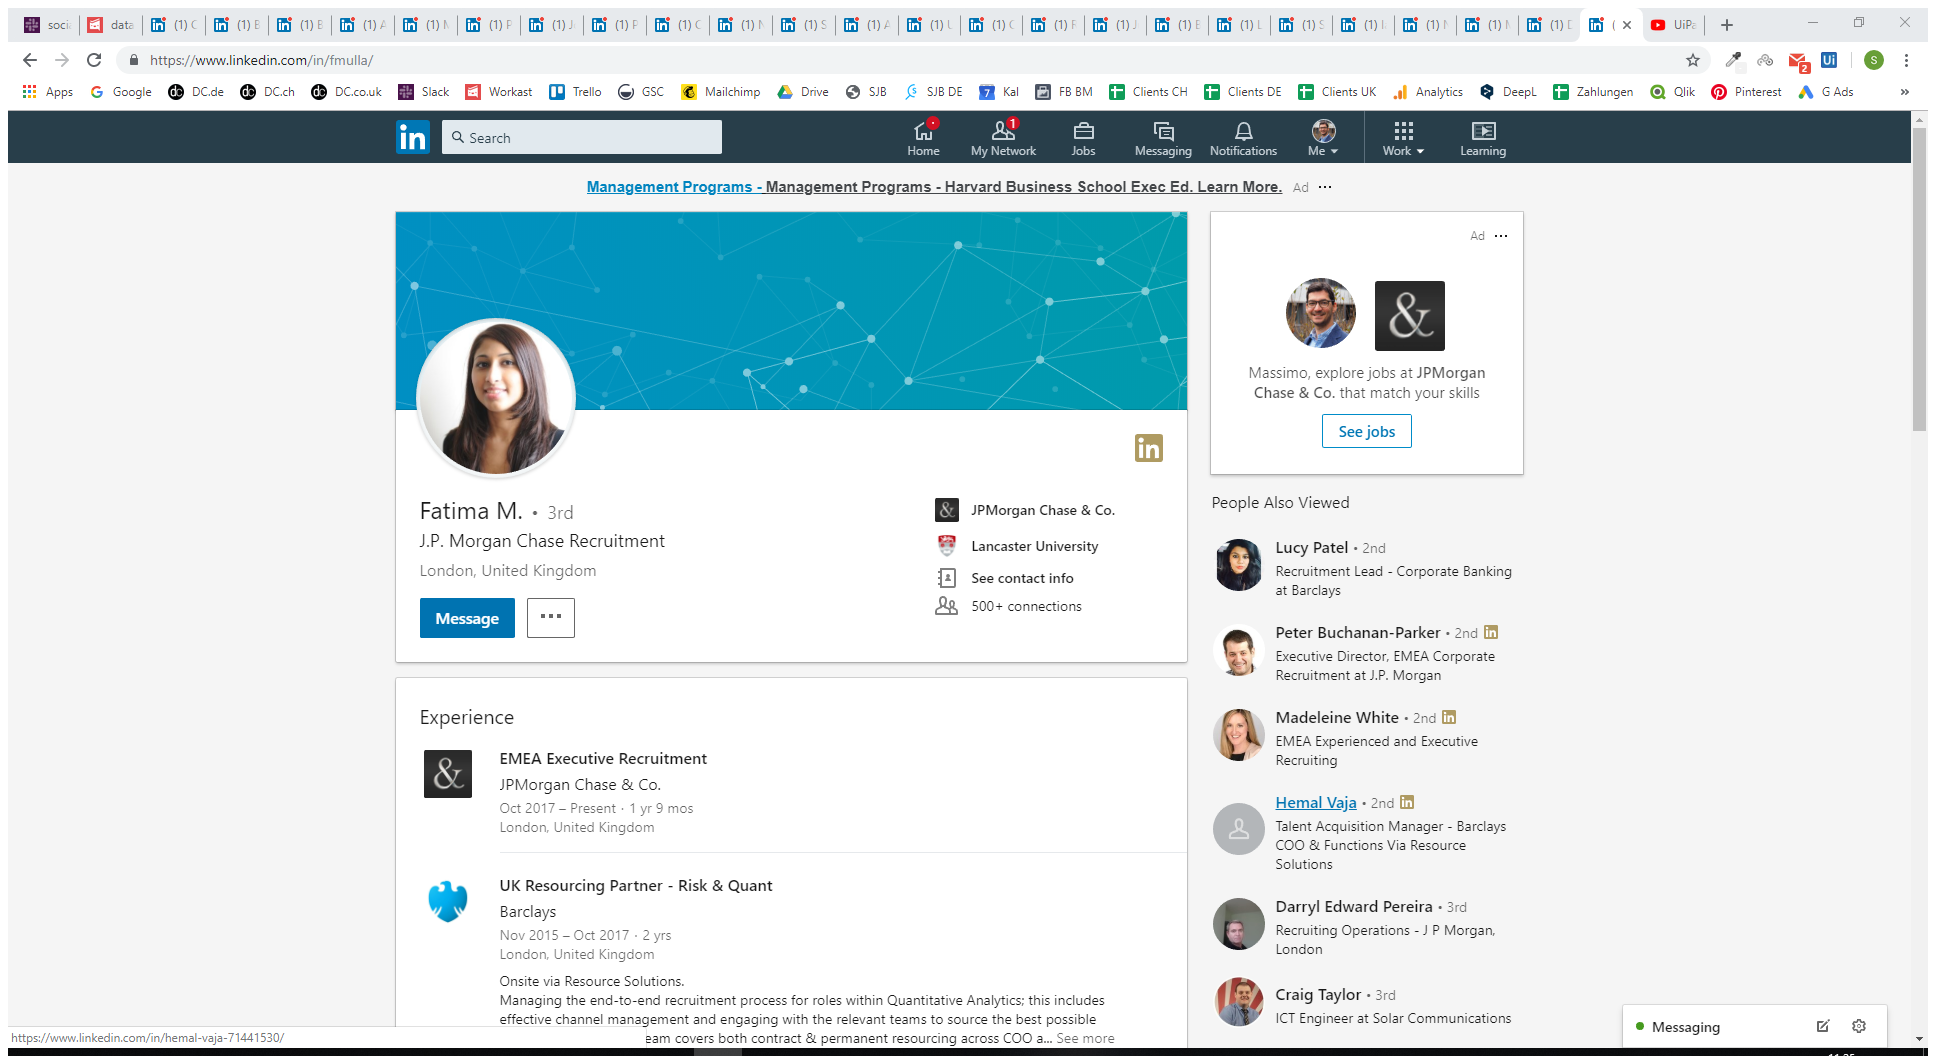 soci
data
(1) C
(1) E
(1) E
(1) A
(1) N
(1) P
(1) J
(1) P
(1) C
(1) N
(1) S
(1) A
(1) L
(1) C
(1) F
(1) J
(1) E
(1) L
(1) S
(1) N
(1) N
(1) D
(
UiPa
https://www.linkedin.com/in/fmulla/
2
Ui
S
Apps
Google
dc DC.de
dc DC.ch
dc DC.co.uk
Slack
Workast
Trello
GSC
Mailchimp
Drive
SJB
SJB DE
7 Kal
FB BM
Clients CH
Clients DE
Clients UK
Analytics
DeepL
Zahlungen
Qlik
Pinterest
G Ads
»
in
Search
Home
1
My Network
Jobs
Messaging
Notifications
Me
Work
Learning
Management Programs - Management Programs - Harvard Business School Exec Ed. Learn More. Ad ···
in
Fatima M. • 3rd
J.P. Morgan Chase Recruitment
London, United Kingdom
Message
···
& JPMorgan Chase & Co.
Lancaster University
See contact info
500+ connections
Experience
&
EMEA Executive Recruitment
JPMorgan Chase & Co.
Oct 2017 – Present · 1 yr 9 mos
London, United Kingdom
UK Resourcing Partner - Risk & Quant
Barclays
Nov 2015 – Oct 2017 · 2 yrs
London, United Kingdom
Onsite via Resource Solutions.
Managing the end-to-end recruitment process for roles within Quantitative Analytics; this includes
effective channel management and engaging with the relevant teams to source the best possible
eam covers both contract & permanent resourcing across COO a... See more
Ad ···
&
Massimo, explore jobs at JPMorgan
Chase & Co. that match your skills
See jobs
People Also Viewed
Lucy Patel • 2nd
Recruitment Lead - Corporate Banking
at Barclays
Peter Buchanan-Parker • 2nd in
Executive Director, EMEA Corporate
Recruitment at J.P. Morgan
Madeleine White • 2nd in
EMEA Experienced and Executive
Recruiting
Hemal Vaja • 2nd in
Talent Acquisition Manager - Barclays
COO & Functions Via Resource
Solutions
Darryl Edward Pereira • 3rd
Recruiting Operations - J P Morgan,
London
Craig Taylor • 3rd
ICT Engineer at Solar Communications
Messaging
https://www.linkedin.com/in/hemal-vaja-71441530/